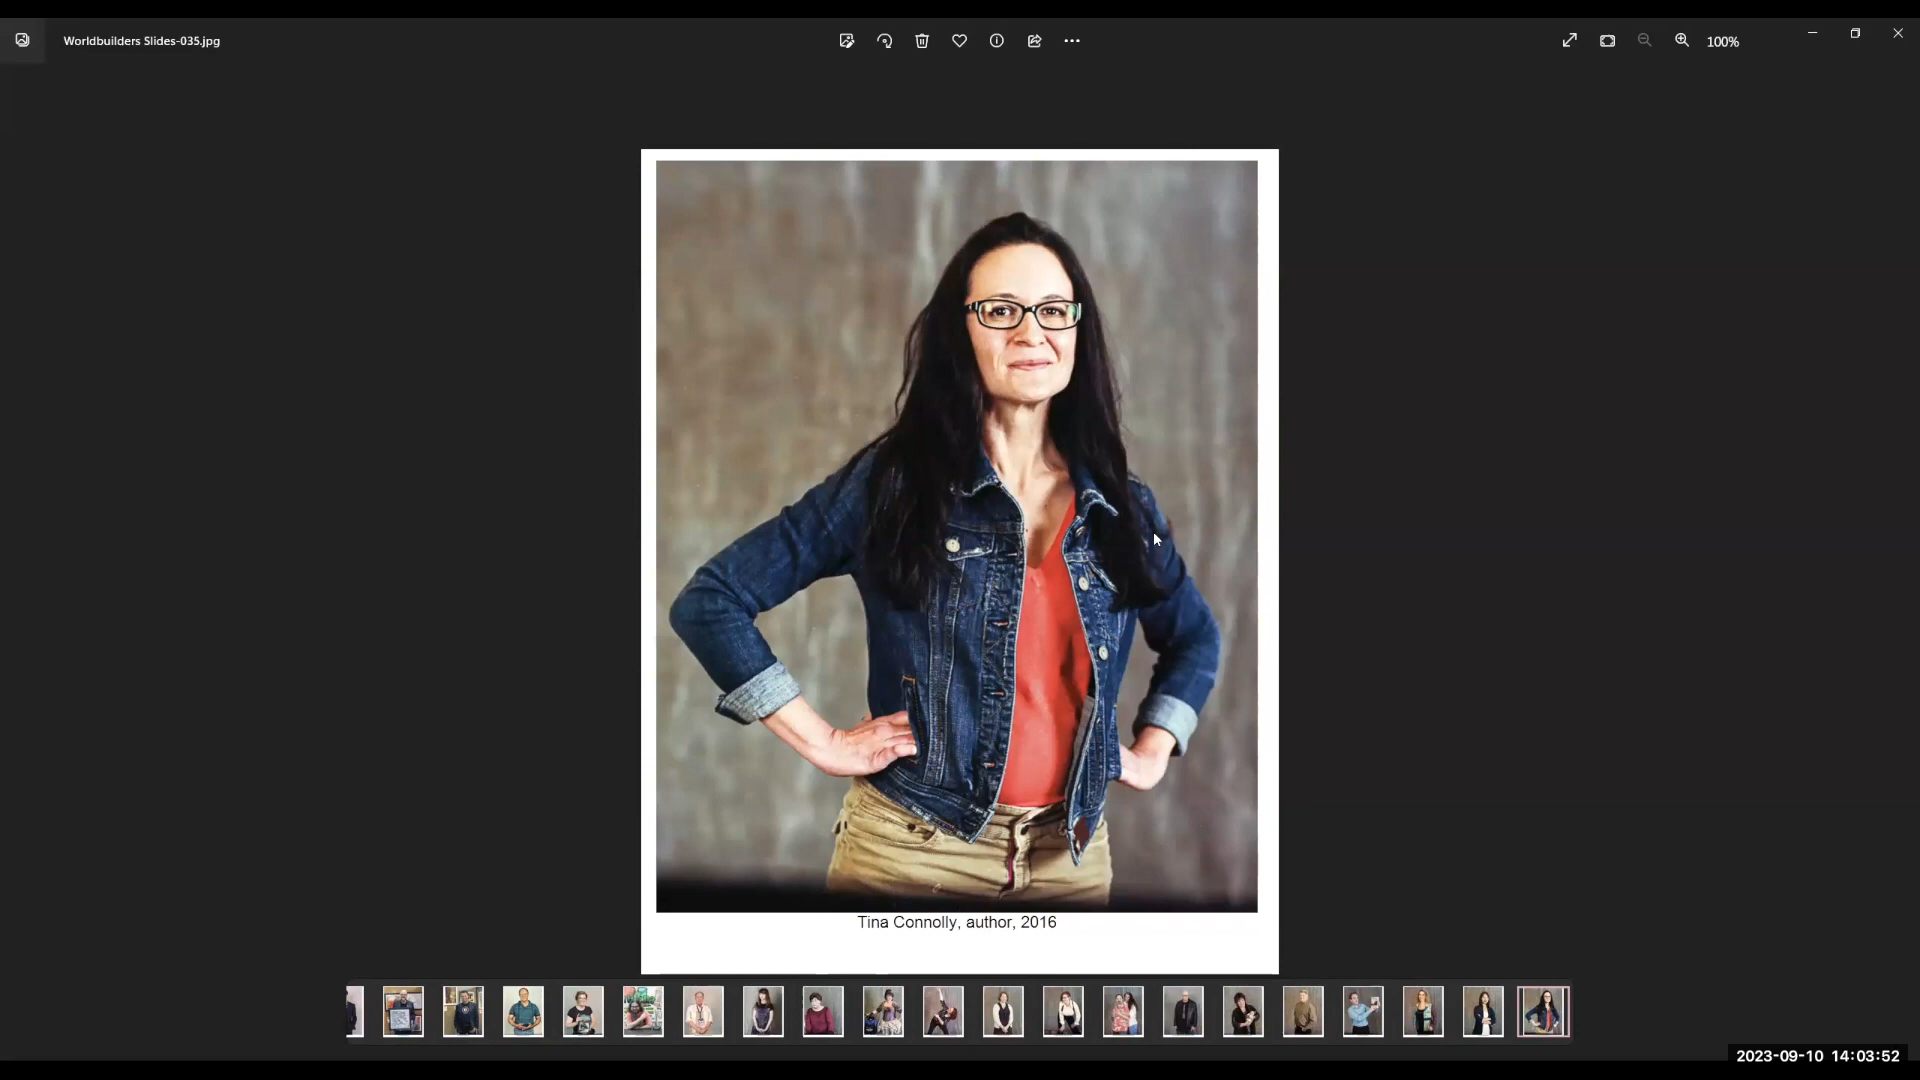 Worldbuilders Slides-035.jpg
100%
Tina Connolly, author, 2016
2023-09-10 14:03:52